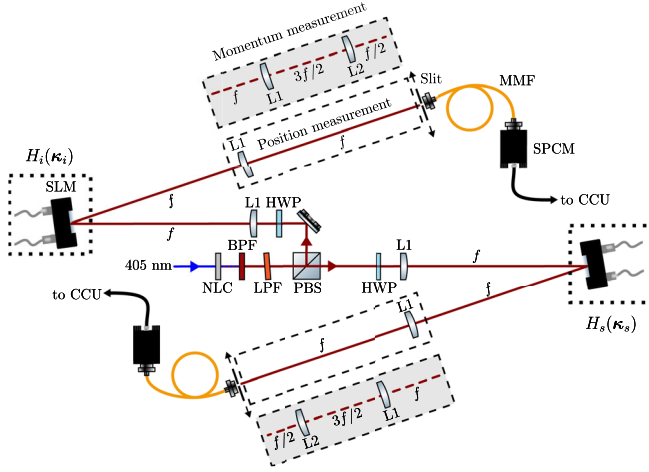 Momentum measurement
f
L1
3f/2
L2
f/2
Slit
MMF
L1
Position measurement
f
SPCM
to CCU
H_i(κ_i)
SLM
f
f
L1 HWP
BPF
405 nm
NLC
LPF
PBS
HWP
L1
f
f
to CCU
H_s(κ_s)
f
L1
f/2
L2
3f/2
L1
f